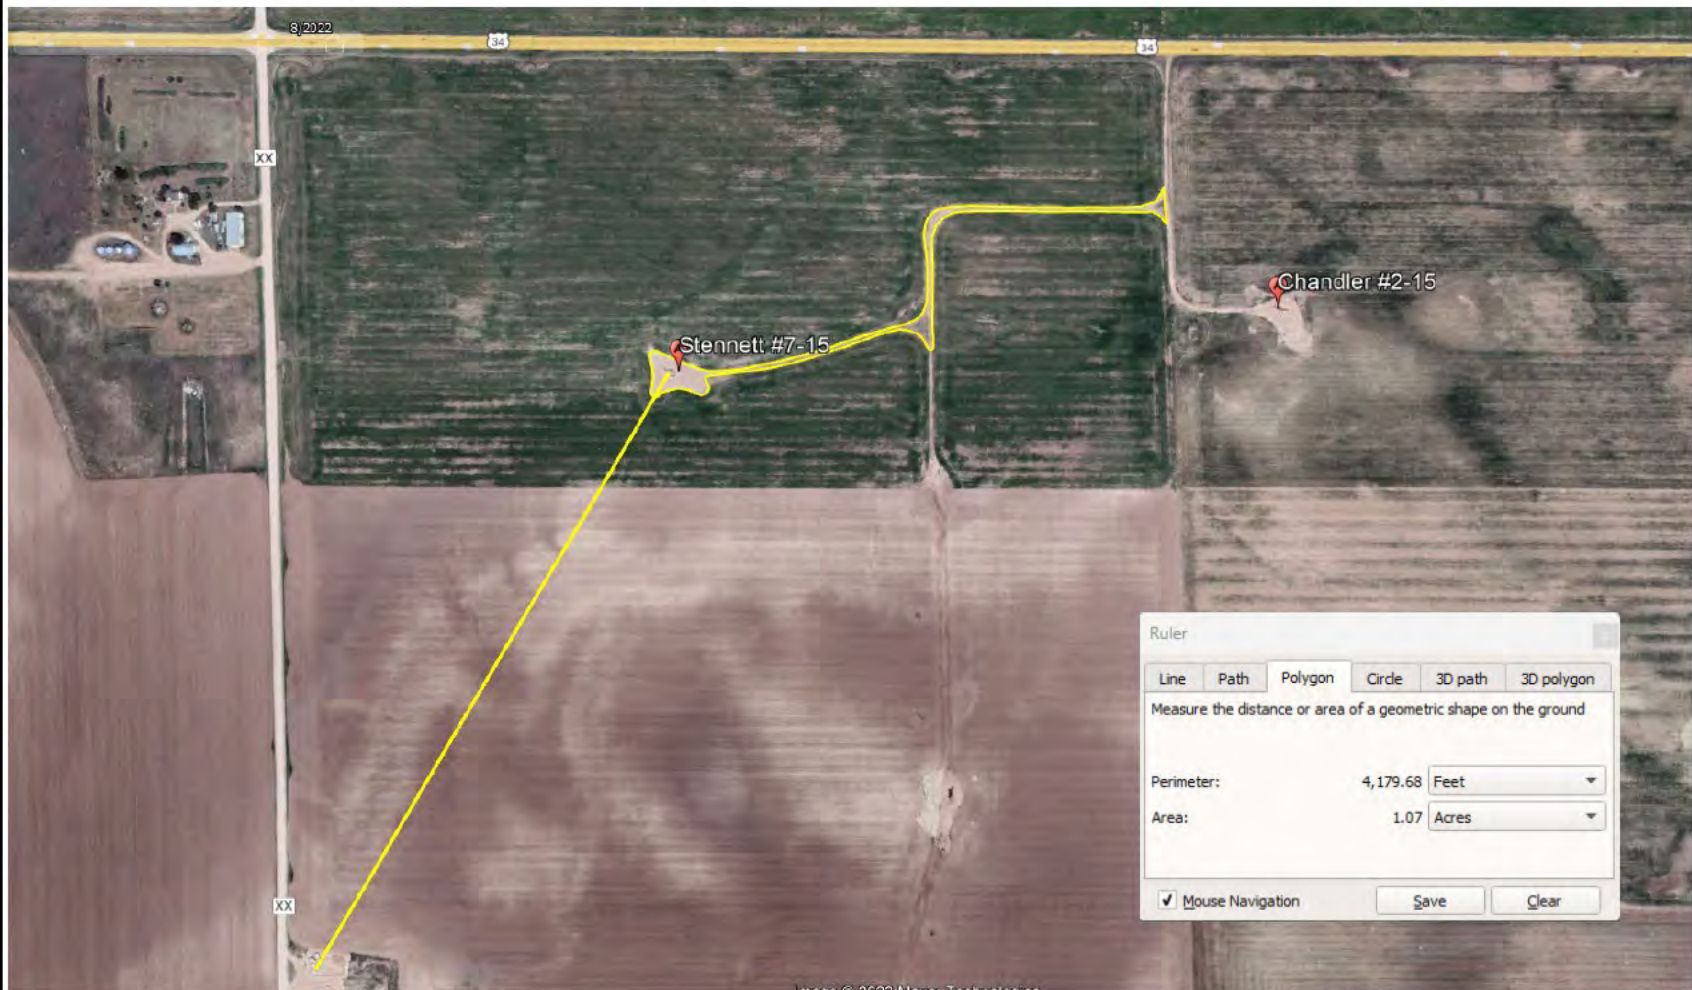 8/2022
34
34
XX
Chandler #2-15
Stennett #7-15
Ruler
Line Path Polygon Circle 3D path 3D polygon
Measure the distance or area of a geometric shape on the ground
Perimeter: 4,179.68 Feet
Area: 1.07 Acres
Mouse Navigation Save Clear
XX